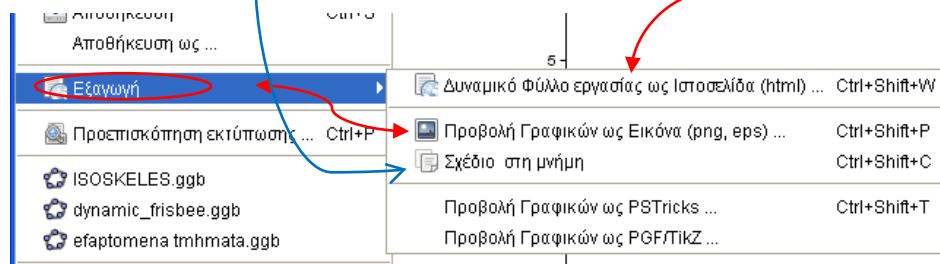 Αποθήκευση Ctrl+S
Αποθήκευση ως ...
5
Εξαγωγή
Δυναμικό Φύλλο εργασίας ως Ιστοσελίδα (html) ... Ctrl+Shift+W
Προεπισκόπηση εκτύπωσης ... Ctrl+P
Προβολή Γραφικών ως Εικόνα (png, eps) ... Ctrl+Shift+P
Σχέδιο στη μνήμη Ctrl+Shift+C
ISOSKELES.ggb
dynamic_frisbee.ggb
Προβολή Γραφικών ως PSTricks ... Ctrl+Shift+T
efaptomena tmhmata.ggb
Προβολή Γραφικών ως PGF/TikZ ...